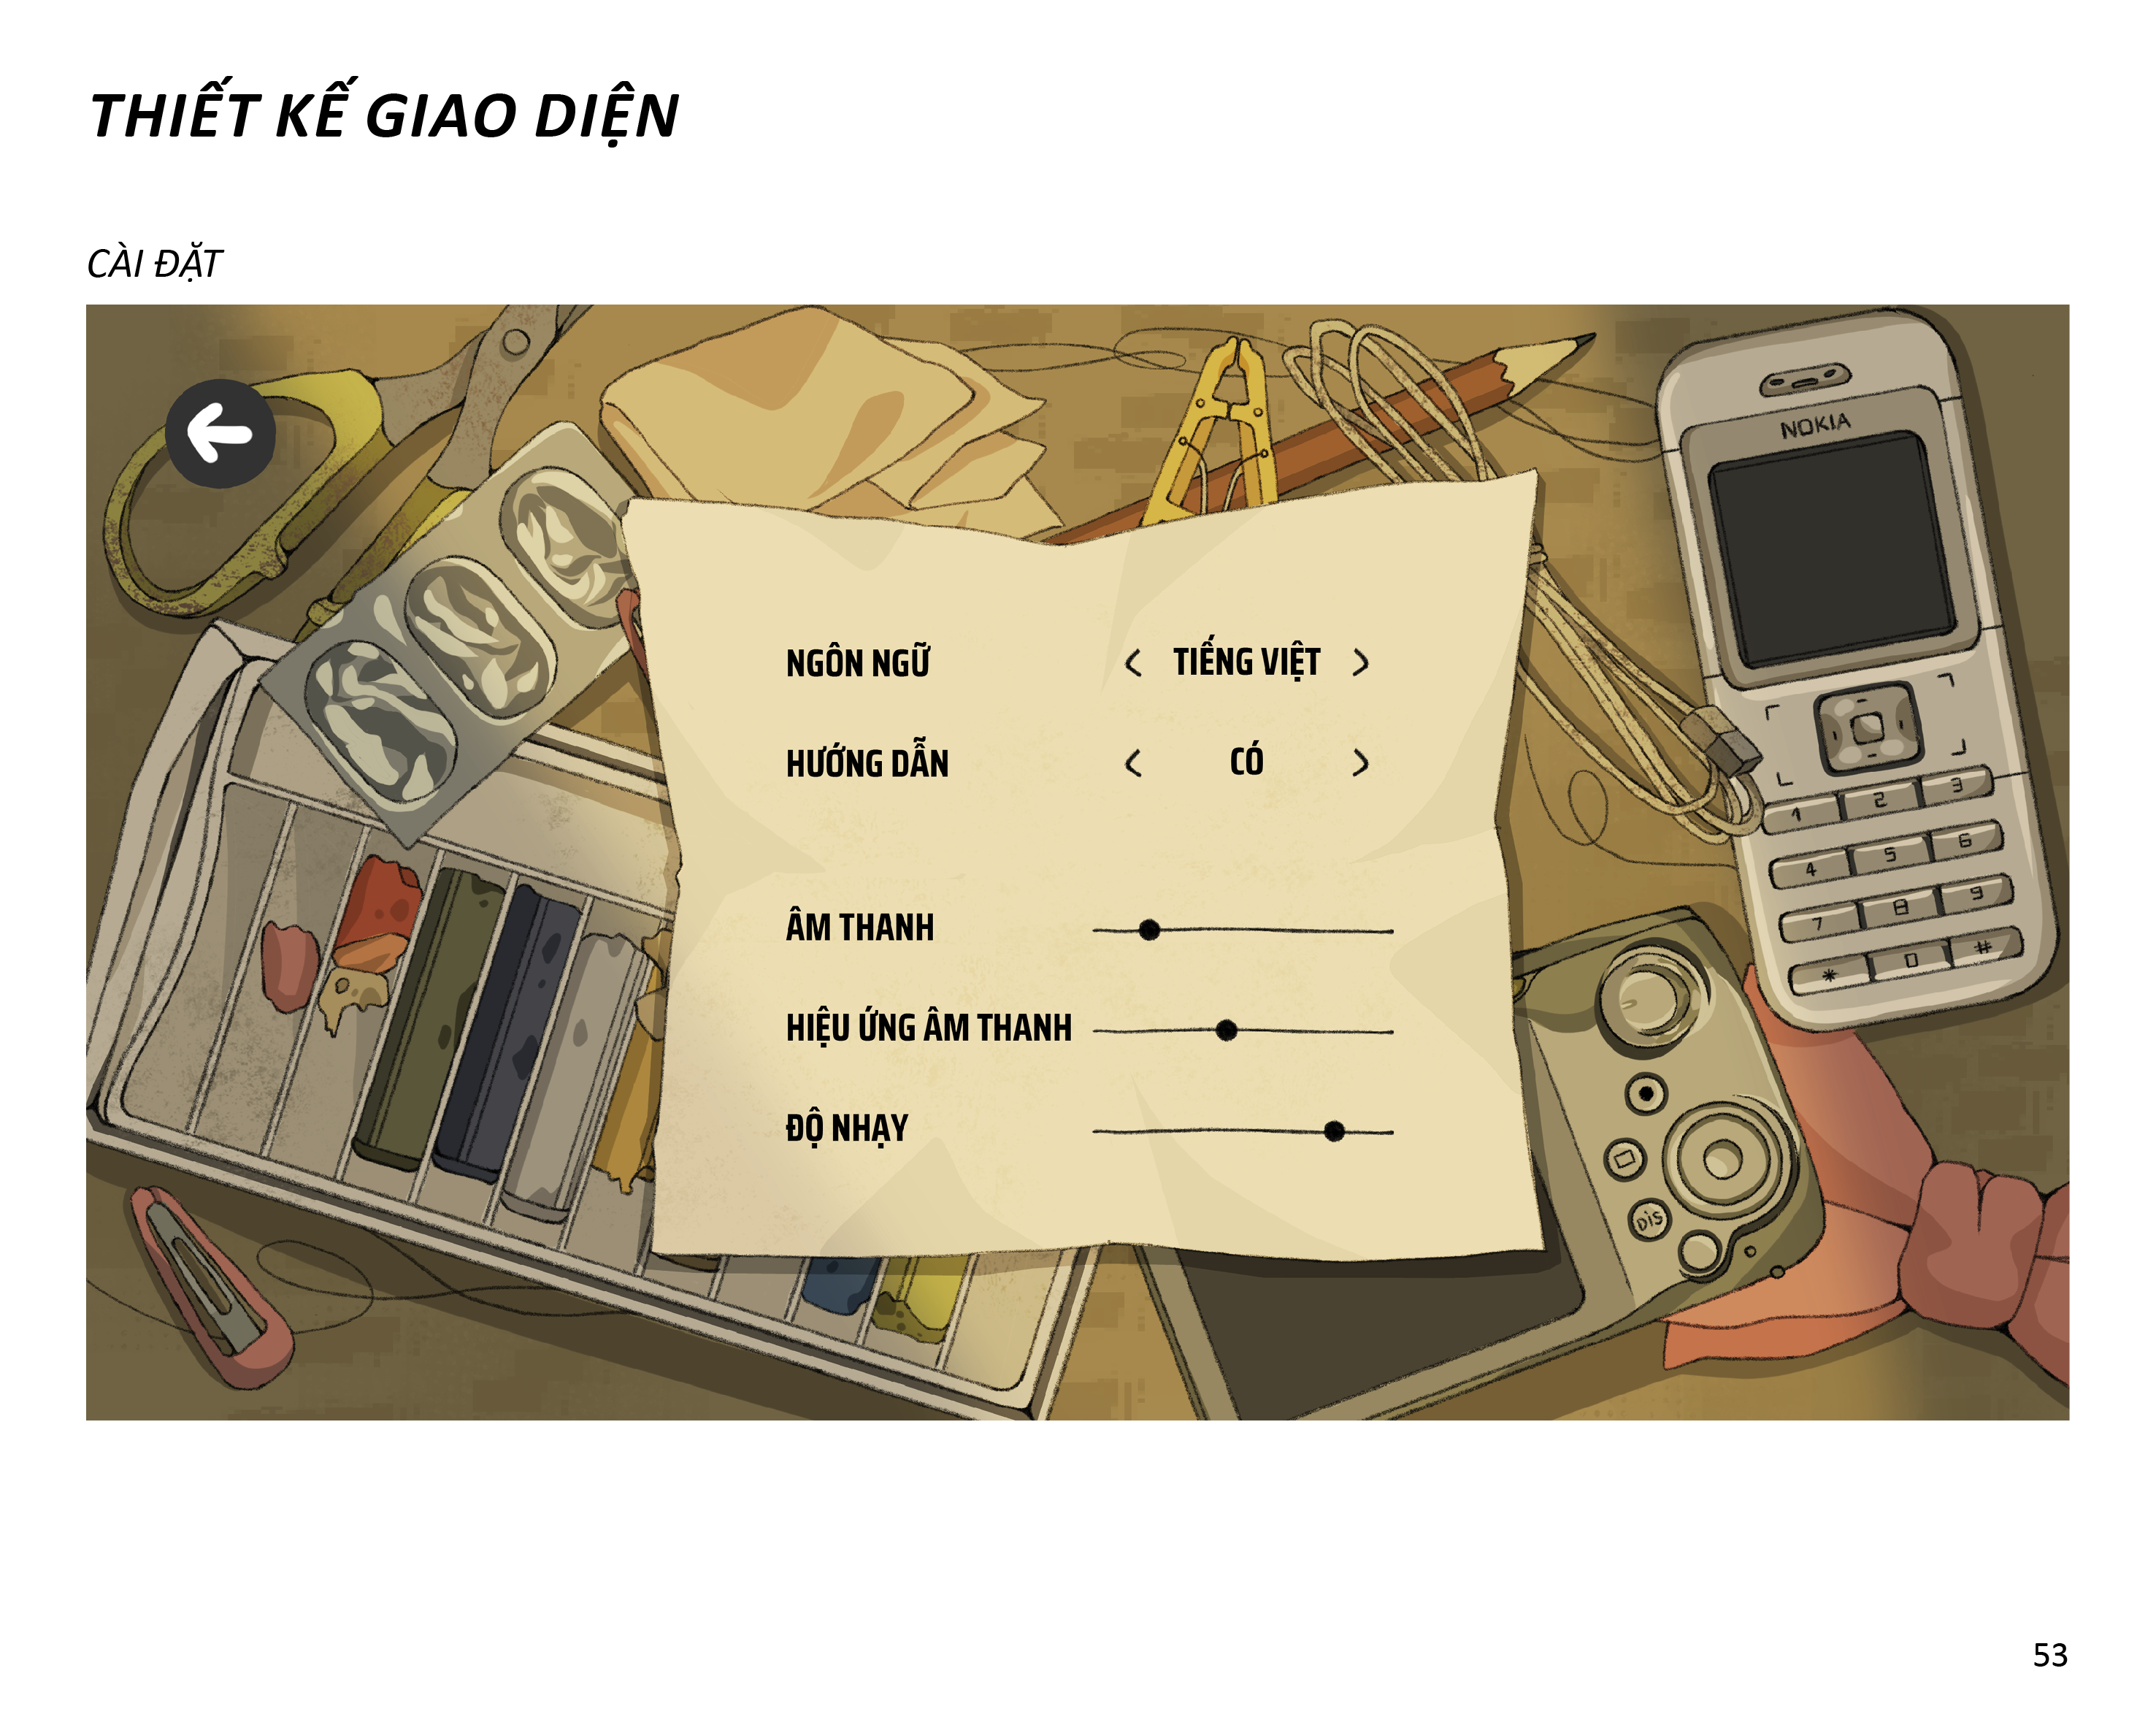 THIẾT KẾ GIAO DIỆN
CÀI ĐẶT
NOKIA
NGÔN NGỮ < TIẾNG VIỆT >
HƯỚNG DẪN < CÓ >
1 2 3
4 5 6
7 8 9
* 0 #
ÂM THANH
HIỆU ỨNG ÂM THANH
ĐỘ NHẠY
DIS
53